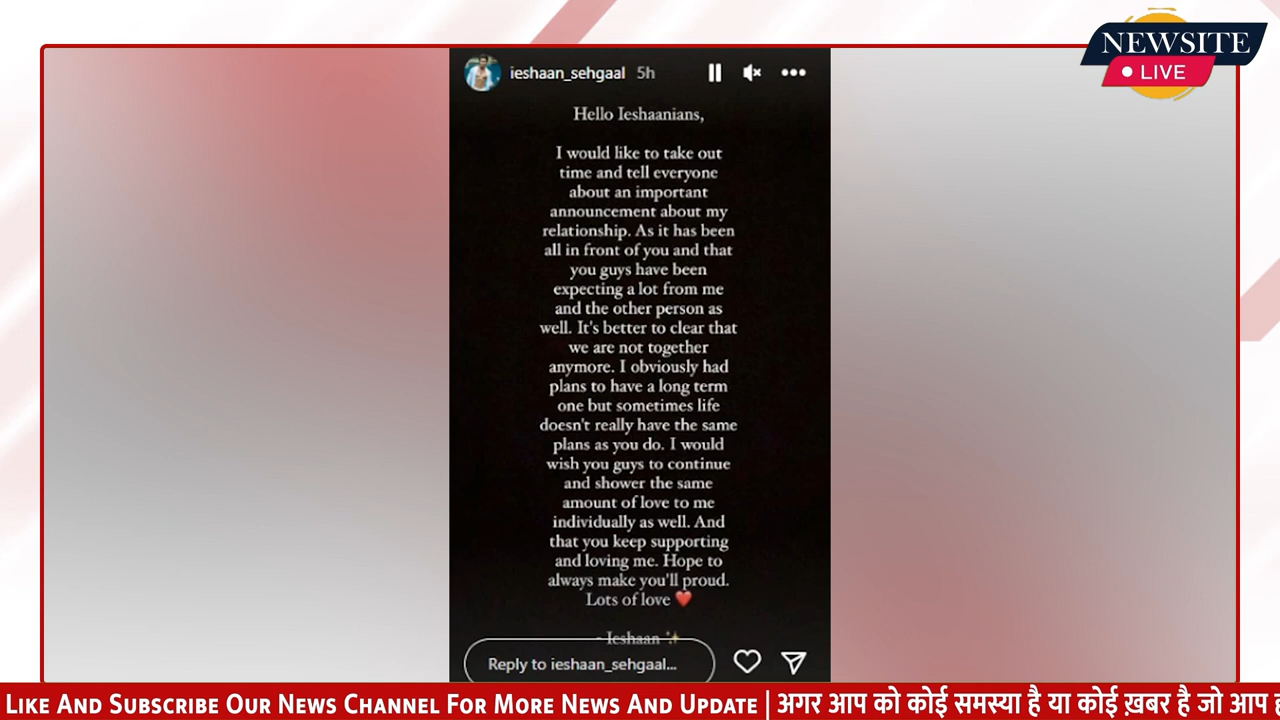 NEWSITE
LIVE
ieshaan_sehgaal 5h
Hello Ieshaanians,
I would like to take out
time and tell everyone
about an important
announcement about my
relationship. As it has been
all in front of you and that
you guys have been
expecting a lot from me
and the other person as
well. It's better to clear that
we are not together
anymore. I obviously had
plans to have a long term
one but sometimes life
doesn't really have the same
plans as you do. I would
wish you guys to continue
and shower the same
amount of love to me
individually as well. And
that you keep supporting
and loving me. Hope to
always make you'll proud.
Lots of love ❤️
- Ieshaan ✨
Reply to ieshaan_sehgaal...
LIKE AND SUBSCRIBE OUR NEWS CHANNEL FOR MORE NEWS AND UPDATE | अगर आप को कोई समस्या है या कोई ख़बर है जो आप